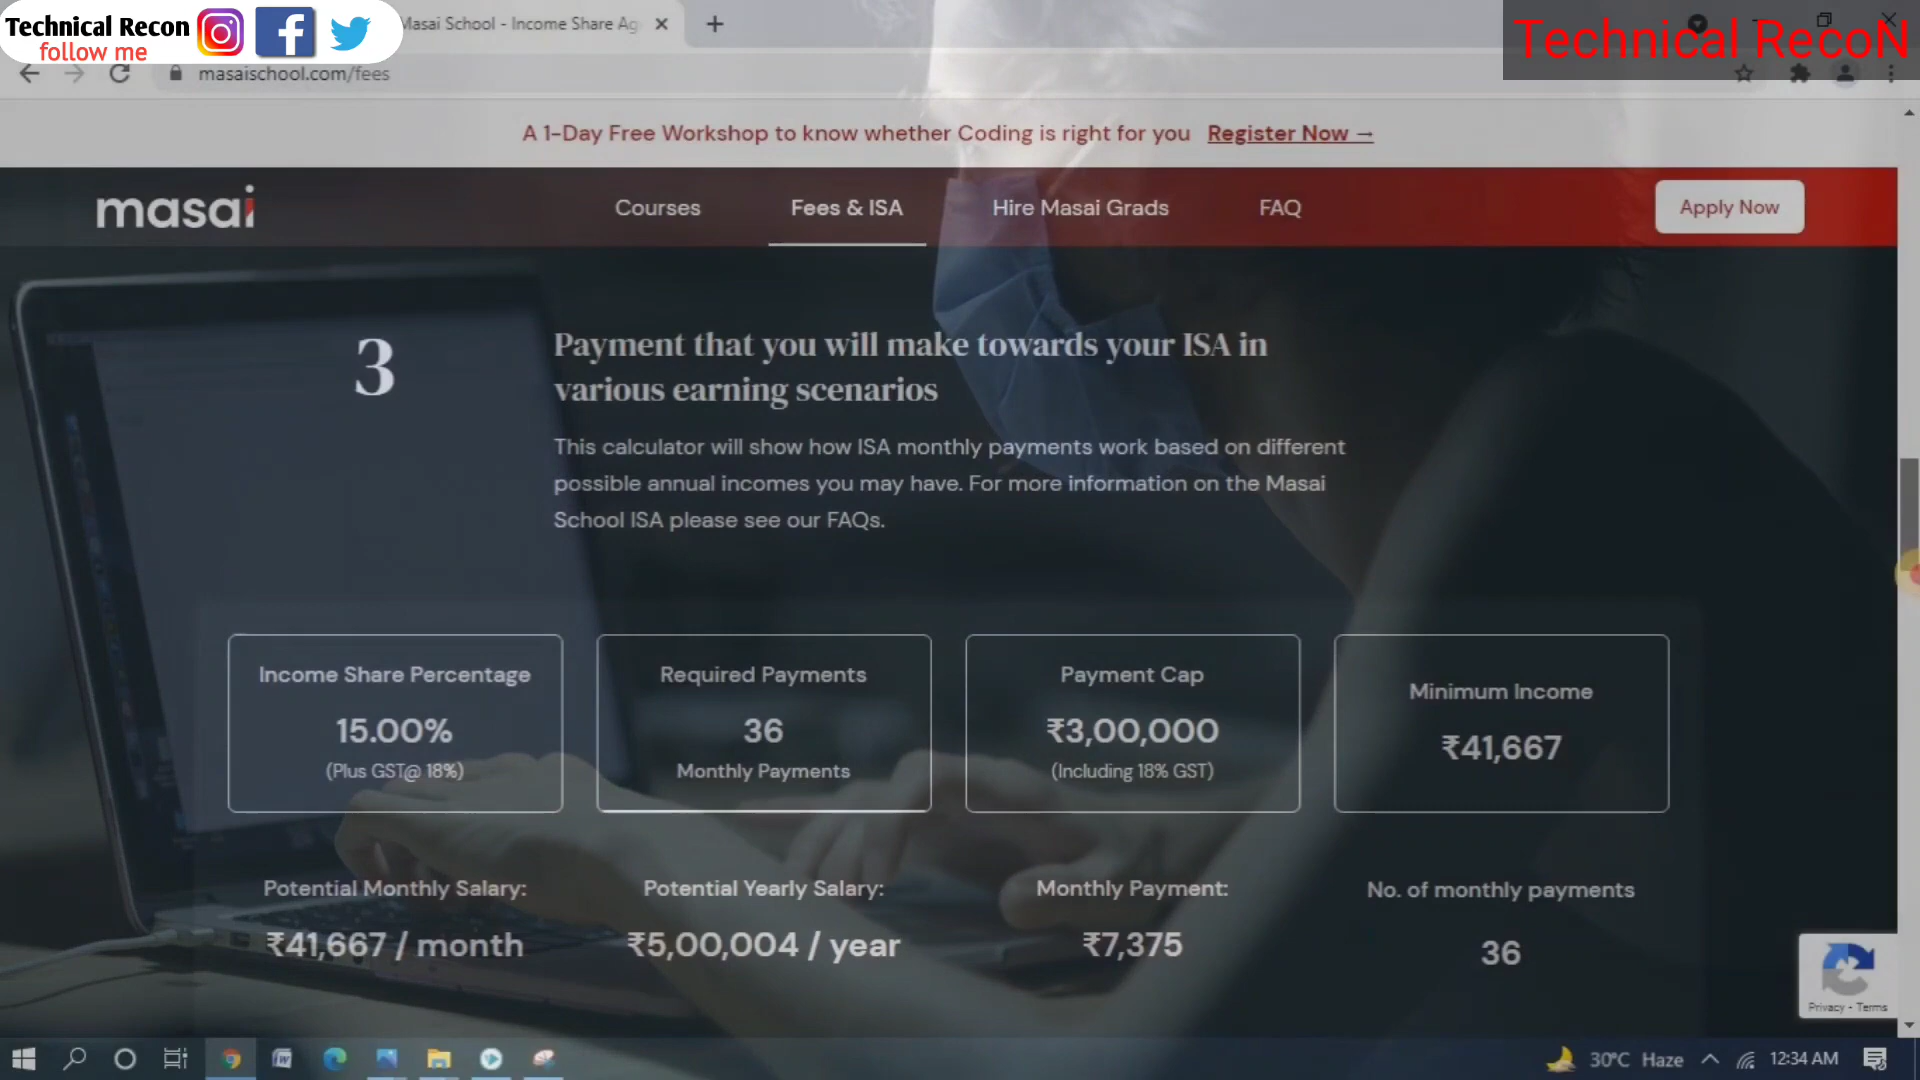 Technical Recon
follow me
Masai School - Income Share Ag
Technical RecoN
masaischool.com/fees
A 1-Day Free Workshop to know whether Coding is right for you Register Now →
masai
Courses
Fees & ISA
Hire Masai Grads
FAQ
Apply Now
3
Payment that you will make towards your ISA in
various earning scenarios
This calculator will show how ISA monthly payments work based on different
possible annual incomes you may have. For more information on the Masai
School ISA please see our FAQs.
Income Share Percentage
15.00%
(Plus GST@ 18%)
Required Payments
36
Monthly Payments
Payment Cap
₹3,00,000
(Including 18% GST)
Minimum Income
₹41,667
Potential Monthly Salary:
₹41,667 / month
Potential Yearly Salary:
₹5,00,004 / year
Monthly Payment:
₹7,375
No. of monthly payments
36
Privacy - Terms
30°C Haze
12:34 AM